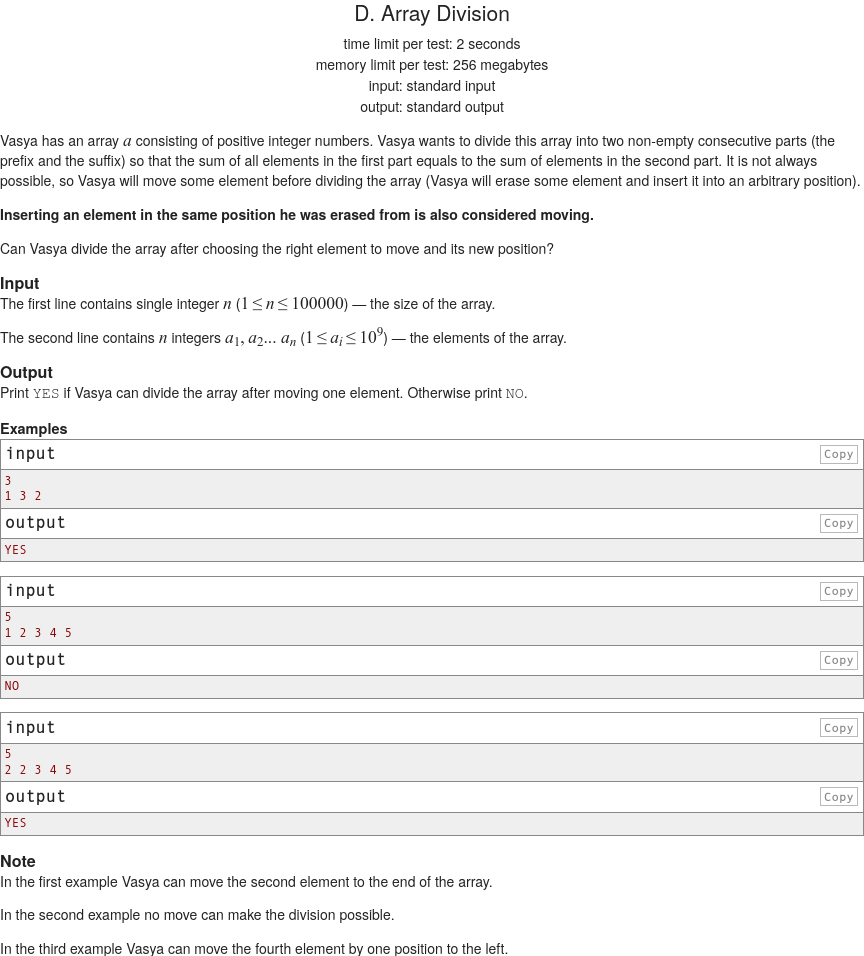 D. Array Division
time limit per test: 2 seconds
memory limit per test: 256 megabytes
input: standard input
output: standard output
Vasya has an array a consisting of positive integer numbers. Vasya wants to divide this array into two non-empty consecutive parts (the
prefix and the suffix) so that the sum of all elements in the first part equals to the sum of elements in the second part. It is not always
possible, so Vasya will move some element before dividing the array (Vasya will erase some element and insert it into an arbitrary position).
Inserting an element in the same position he was erased from is also considered moving.
Can Vasya divide the array after choosing the right element to move and its new position?
Input
The first line contains single integer n (1 ≤ n ≤ 100000) — the size of the array.
The second line contains n integers a₁, a₂... aₙ (1 ≤ aᵢ ≤ 10⁹) — the elements of the array.
Output
Print YES if Vasya can divide the array after moving one element. Otherwise print NO.
Examples
input Copy
3
1 3 2
output Copy
YES
input Copy
5
1 2 3 4 5
output Copy
NO
input Copy
5
2 2 3 4 5
output Copy
YES
Note
In the first example Vasya can move the second element to the end of the array.
In the second example no move can make the division possible.
In the third example Vasya can move the fourth element by one position to the left.